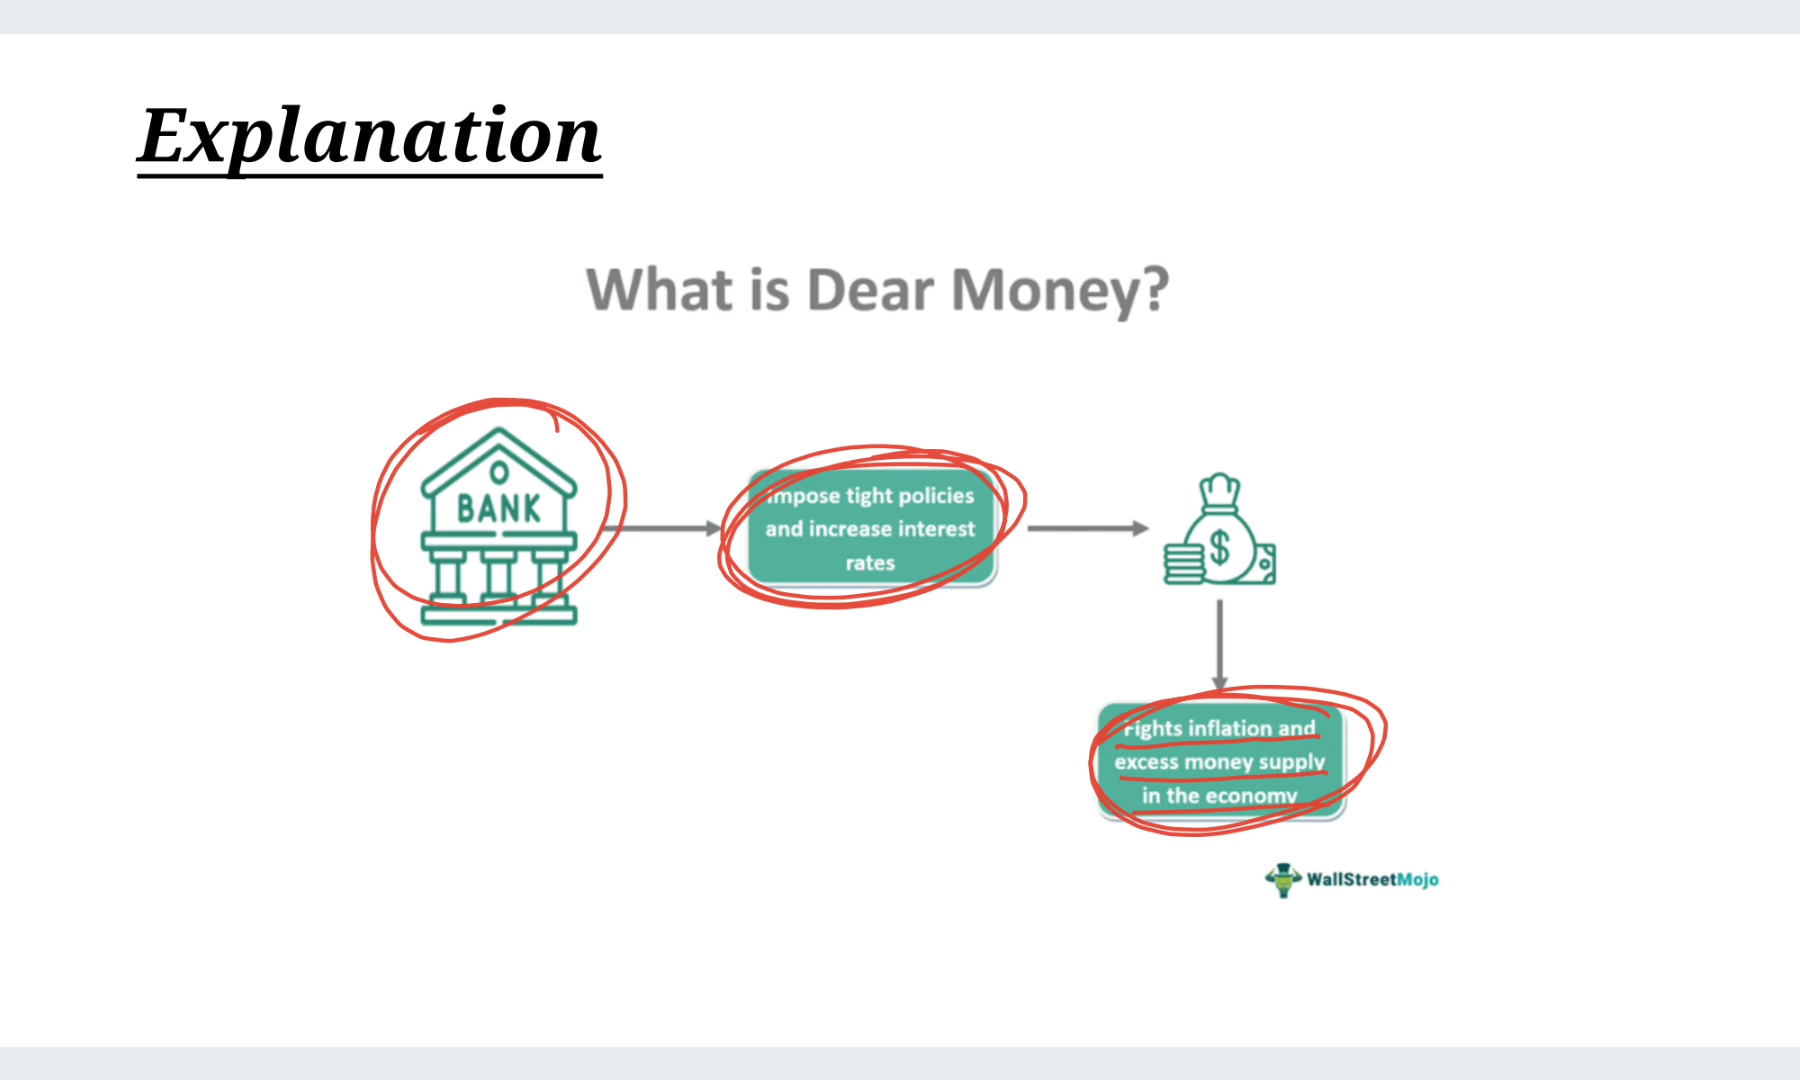 Explanation
What is Dear Money?
BANK
Impose tight policies
and increase interest
rates
$
Fights inflation and
excess money supply
in the economy
WallStreetMojo